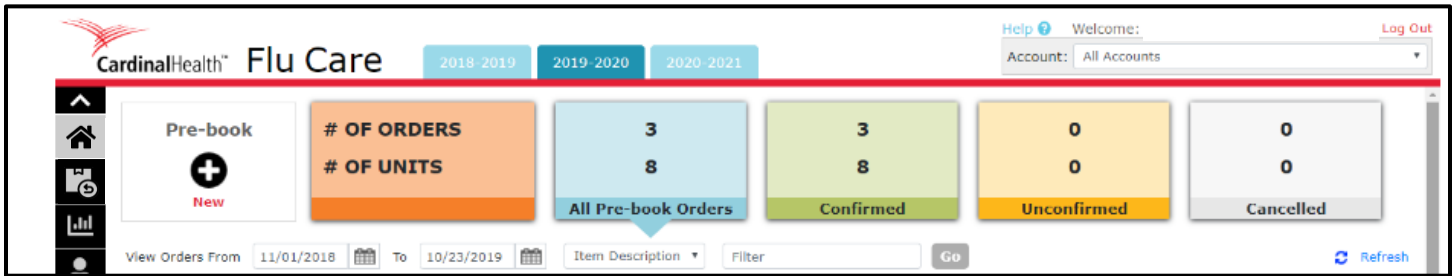 Help ? Welcome: Log Out
CardinalHealth™ Flu Care 2018-2019 2019-2020 2020-2021
Account: All Accounts
Pre-book # OF ORDERS 3 3 0 0
# OF UNITS 8 8 0 0
New
All Pre-book Orders Confirmed Unconfirmed Cancelled
View Orders From 11/01/2018 To 10/23/2019 Item Description Filter Go Refresh